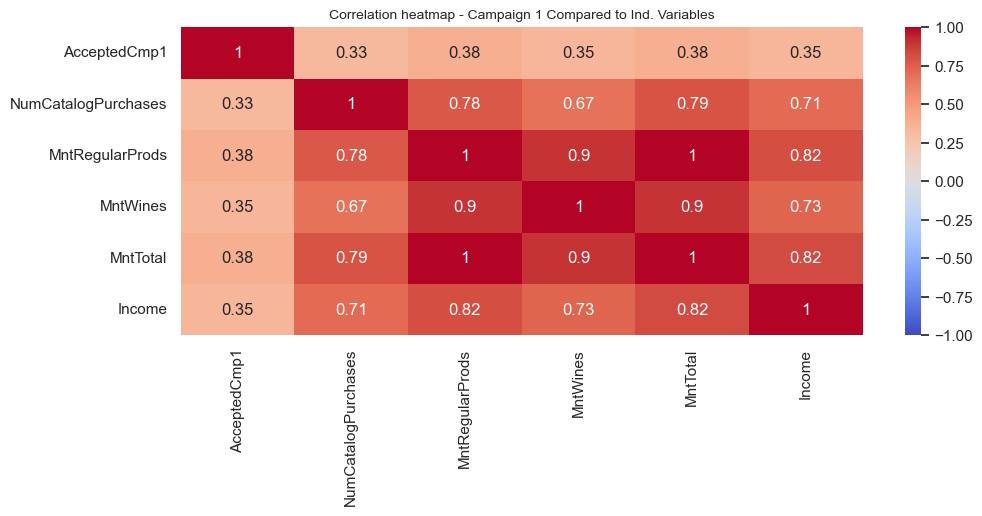 Correlation heatmap - Campaign 1 Compared to Ind. Variables
AcceptedCmp1 1 0.33 0.38 0.35 0.38 0.35
NumCatalogPurchases 0.33 1 0.78 0.67 0.79 0.71
MntRegularProds 0.38 0.78 1 0.9 1 0.82
MntWines 0.35 0.67 0.9 1 0.9 0.73
MntTotal 0.38 0.79 1 0.9 1 0.82
Income 0.35 0.71 0.82 0.73 0.82 1
AcceptedCmp1
NumCatalogPurchases
MntRegularProds
MntWines
MntTotal
Income
1.00
0.75
0.50
0.25
0.00
-0.25
-0.50
-0.75
-1.00